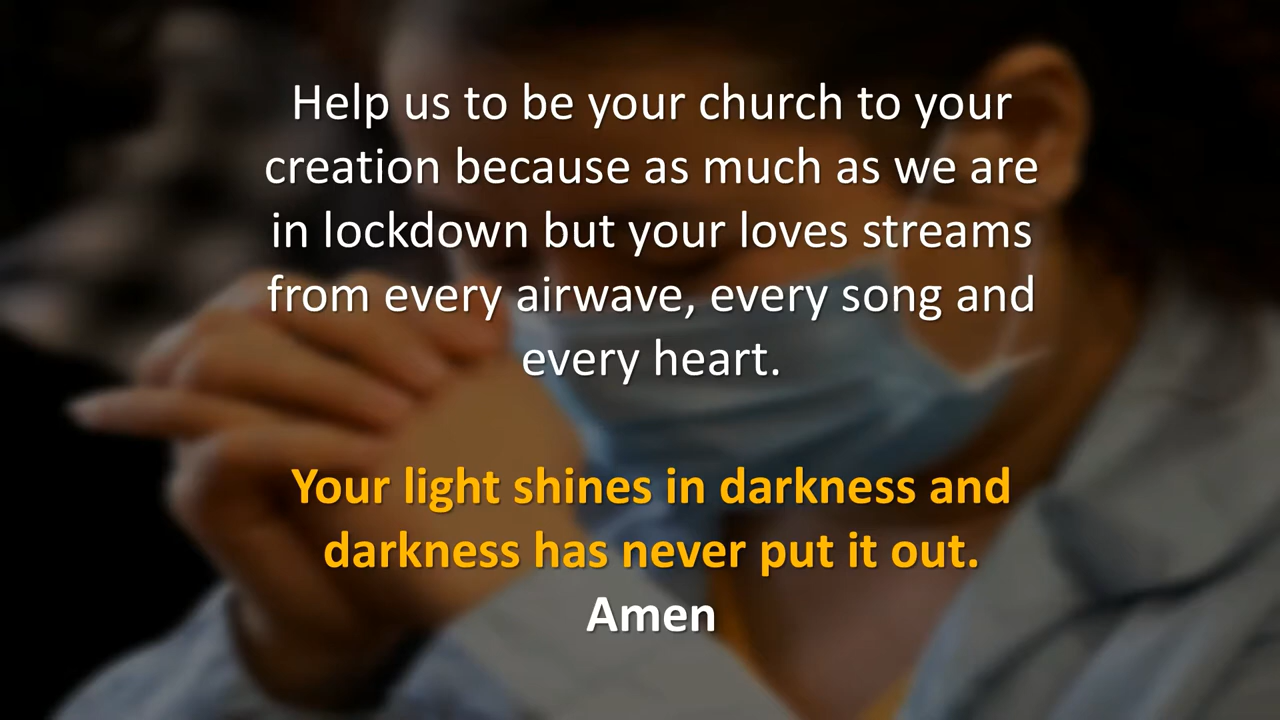 Help us to be your church to your
creation because as much as we are
in lockdown but your loves streams
from every airwave, every song and
every heart.
Your light shines in darkness and
darkness has never put it out.
Amen